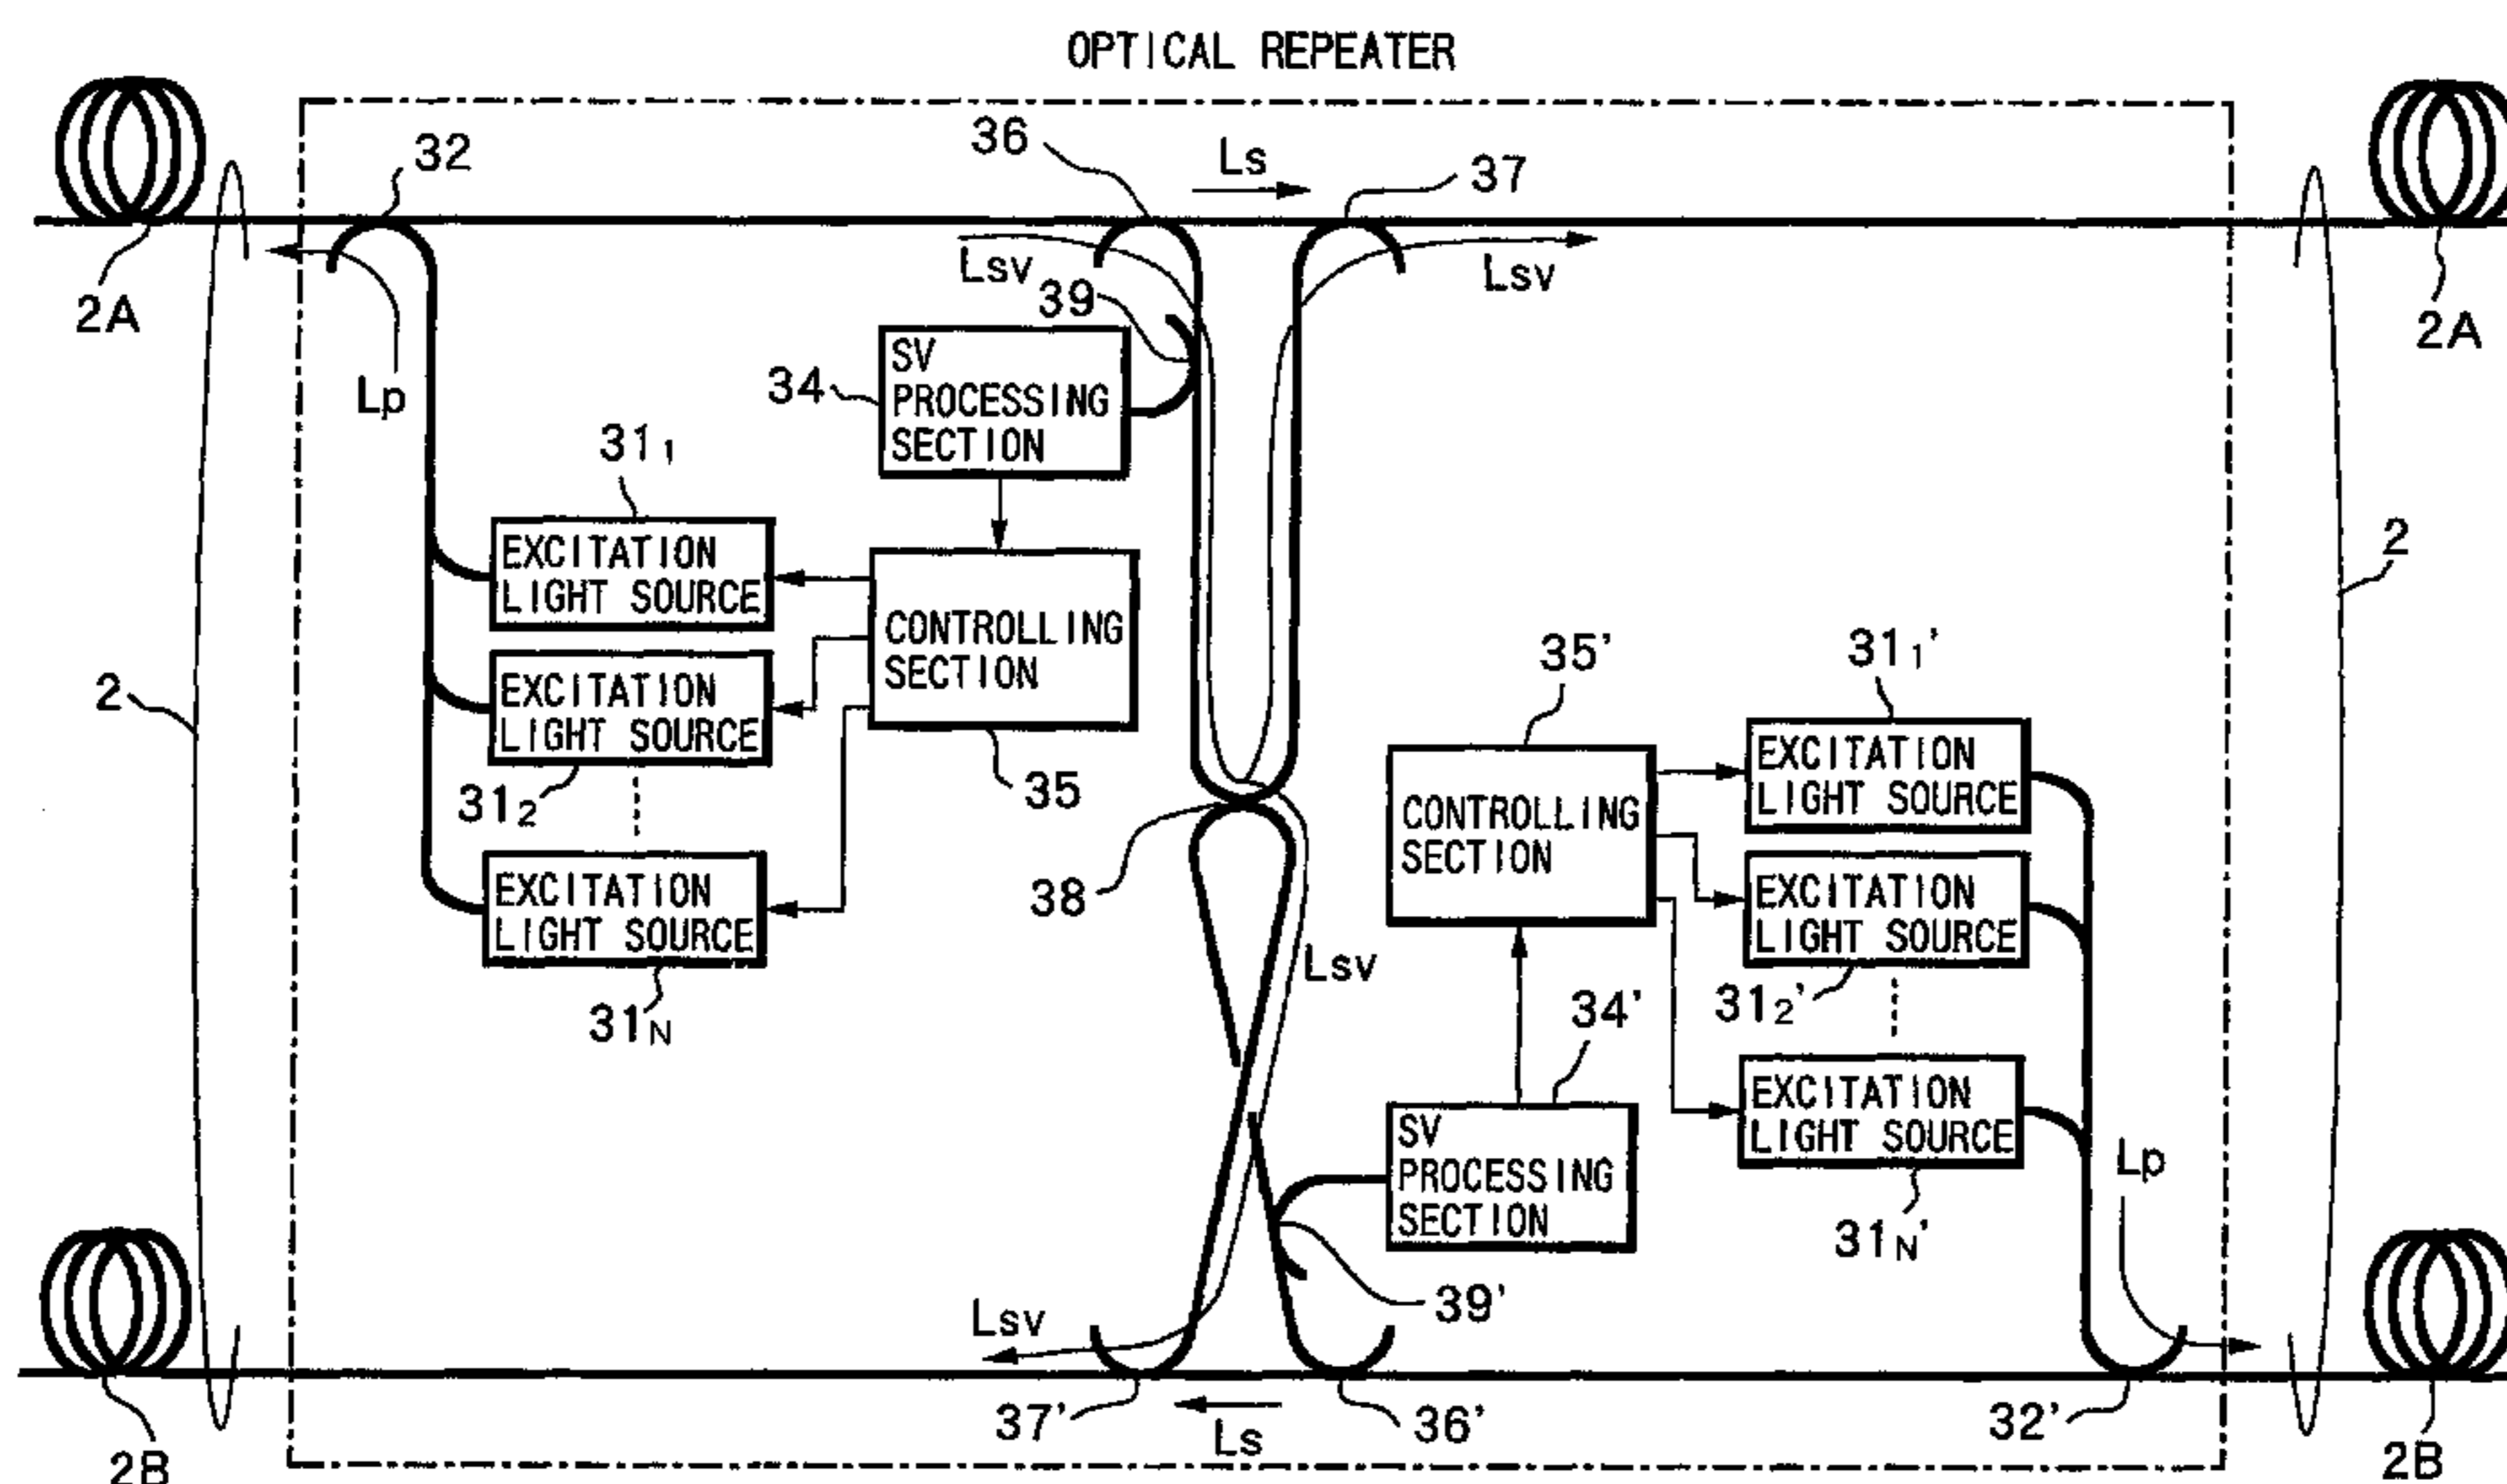 OPTICAL REPEATER
32
36
Ls
37
Lsv
Lsv
39
2A
2A
Lp
34
SV
PROCESSING
SECTION
31₁
EXCITATION
LIGHT SOURCE
CONTROLLING
SECTION
35
2
2
EXCITATION
LIGHT SOURCE
31₂
EXCITATION
LIGHT SOURCE
31N
38
Lsv
35'
31₁'
CONTROLLING
SECTION
EXCITATION
LIGHT SOURCE
EXCITATION
LIGHT SOURCE
31₂'
34'
SV
PROCESSING
SECTION
EXCITATION
LIGHT SOURCE
31N'
Lp
39'
Lsv
37'
Ls
36'
32'
2B
2B